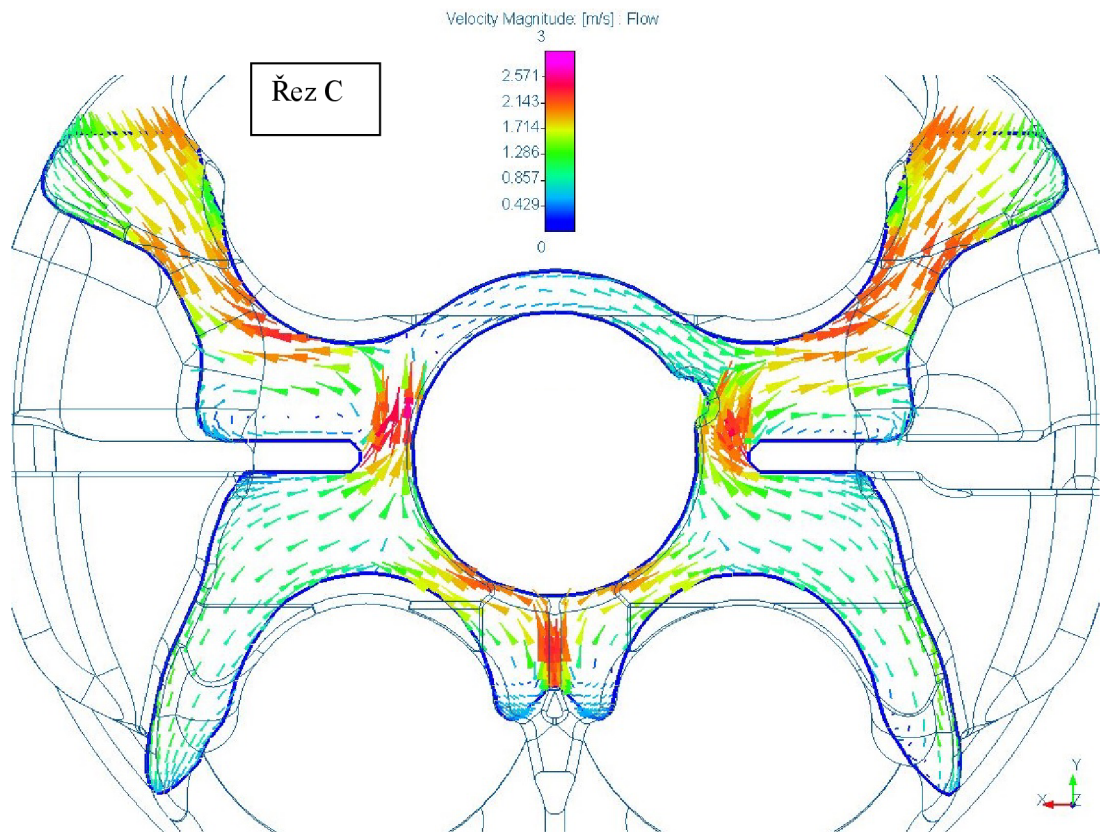 Velocity Magnitude: [m/s] : Flow
3
Řez C
2.571
2.143
1.714
1.286
0.857
0.429
0
Y
X
Z